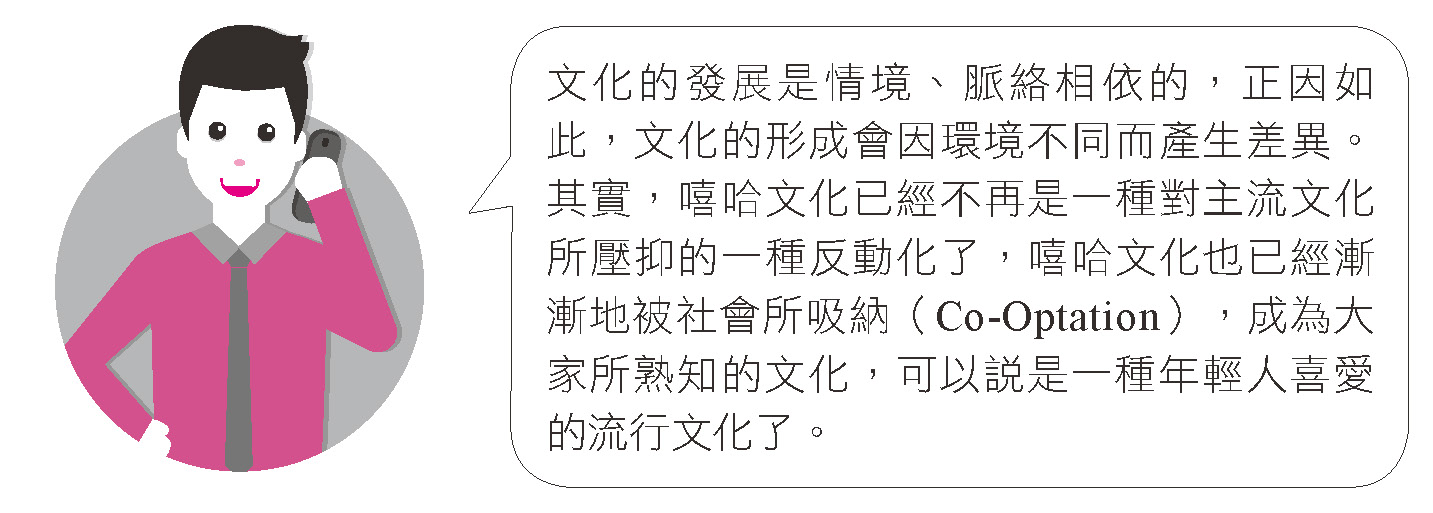 文化的發展是情境、脈絡相依的，正因如
此，文化的形成會因環境不同而產生差異。
其實，嘻哈文化已經不再是一種對主流文化
所壓抑的一種反動化了，嘻哈文化也已經漸
漸地被社會所吸納（Co-Optation），成為大
家所熟知的文化，可以説是一種年輕人喜愛
的流行文化了。